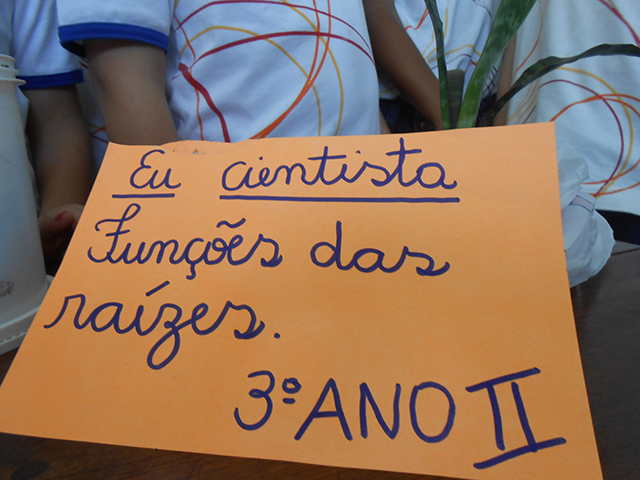 Eu cientista
Funções das
raízes.
3º ANO II